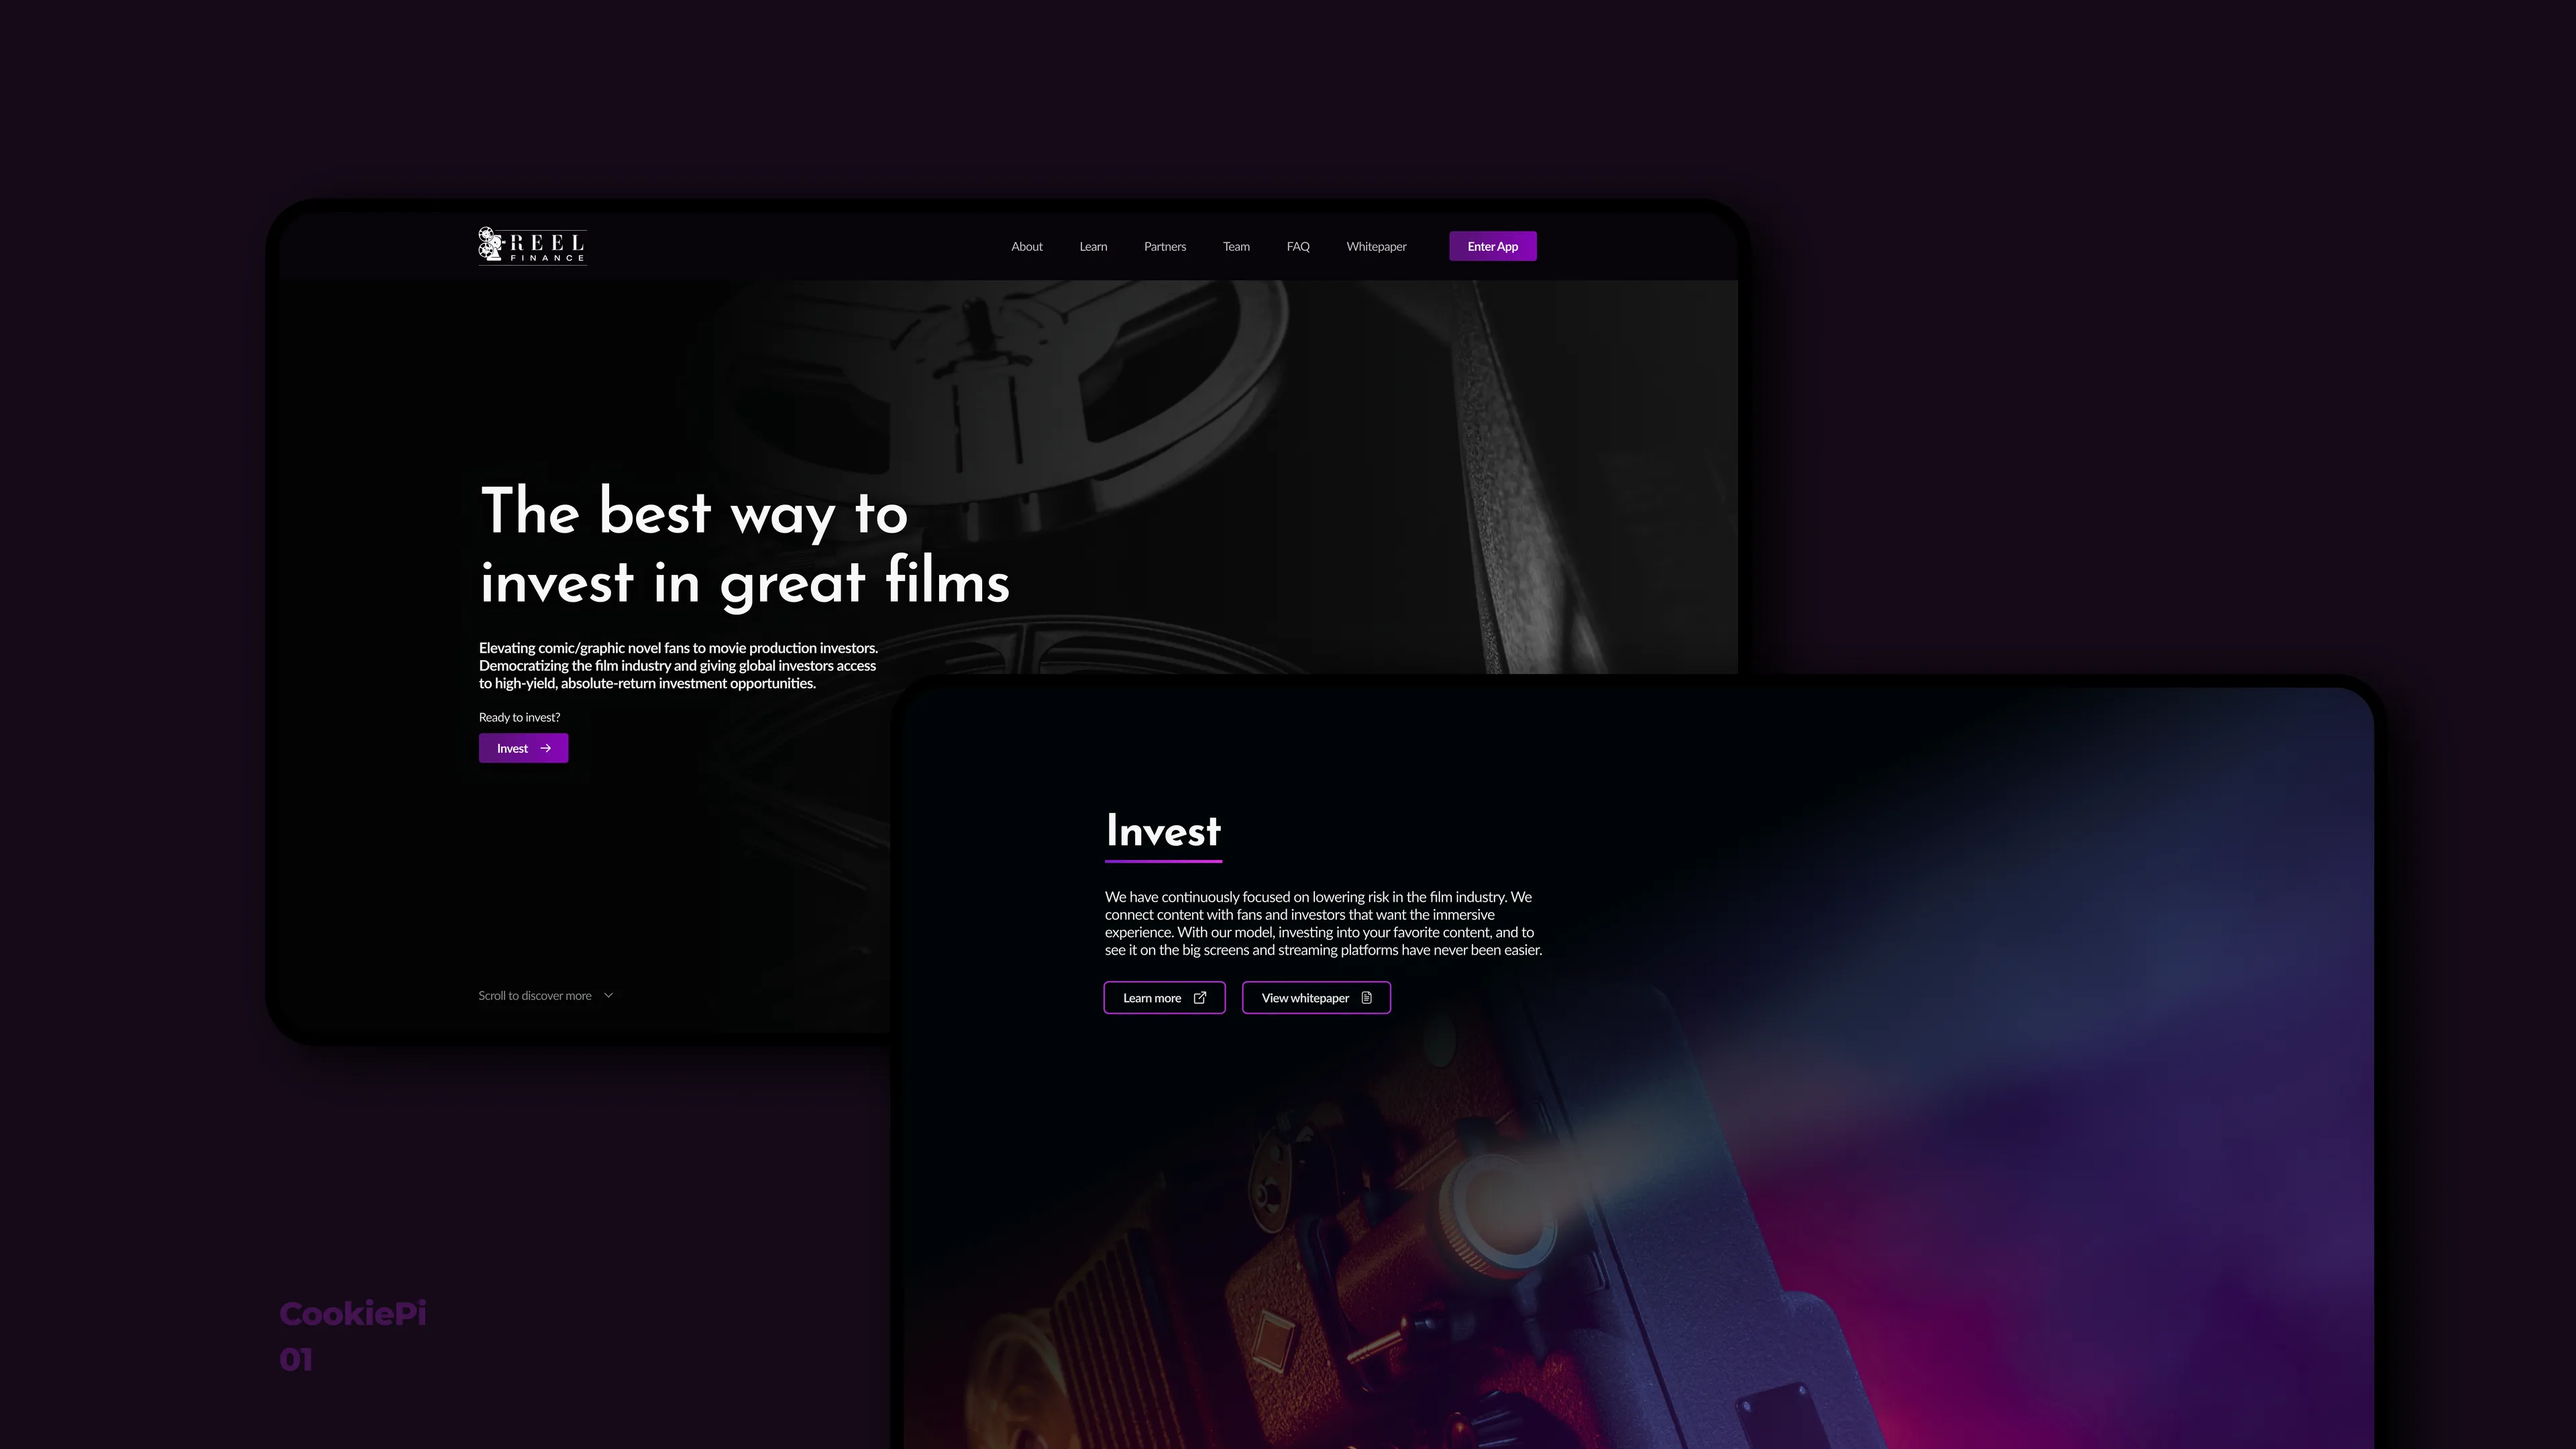 REEL
FINANCE
About
Learn
Partners
Team
FAQ
Whitepaper
Enter App
The best way to
invest in great films
Elevating comic/graphic novel fans to movie production investors.
Democratizing the film industry and giving global investors access
to high-yield, absolute-return investment opportunities.
Ready to invest?
Invest
Scroll to discover more
Invest
We have continuously focused on lowering risk in the film industry. We
connect content with fans and investors that want the immersive
experience. With our model, investing into your favorite content, and to
see it on the big screens and streaming platforms have never been easier.
Learn more
View whitepaper
CookiePi
01